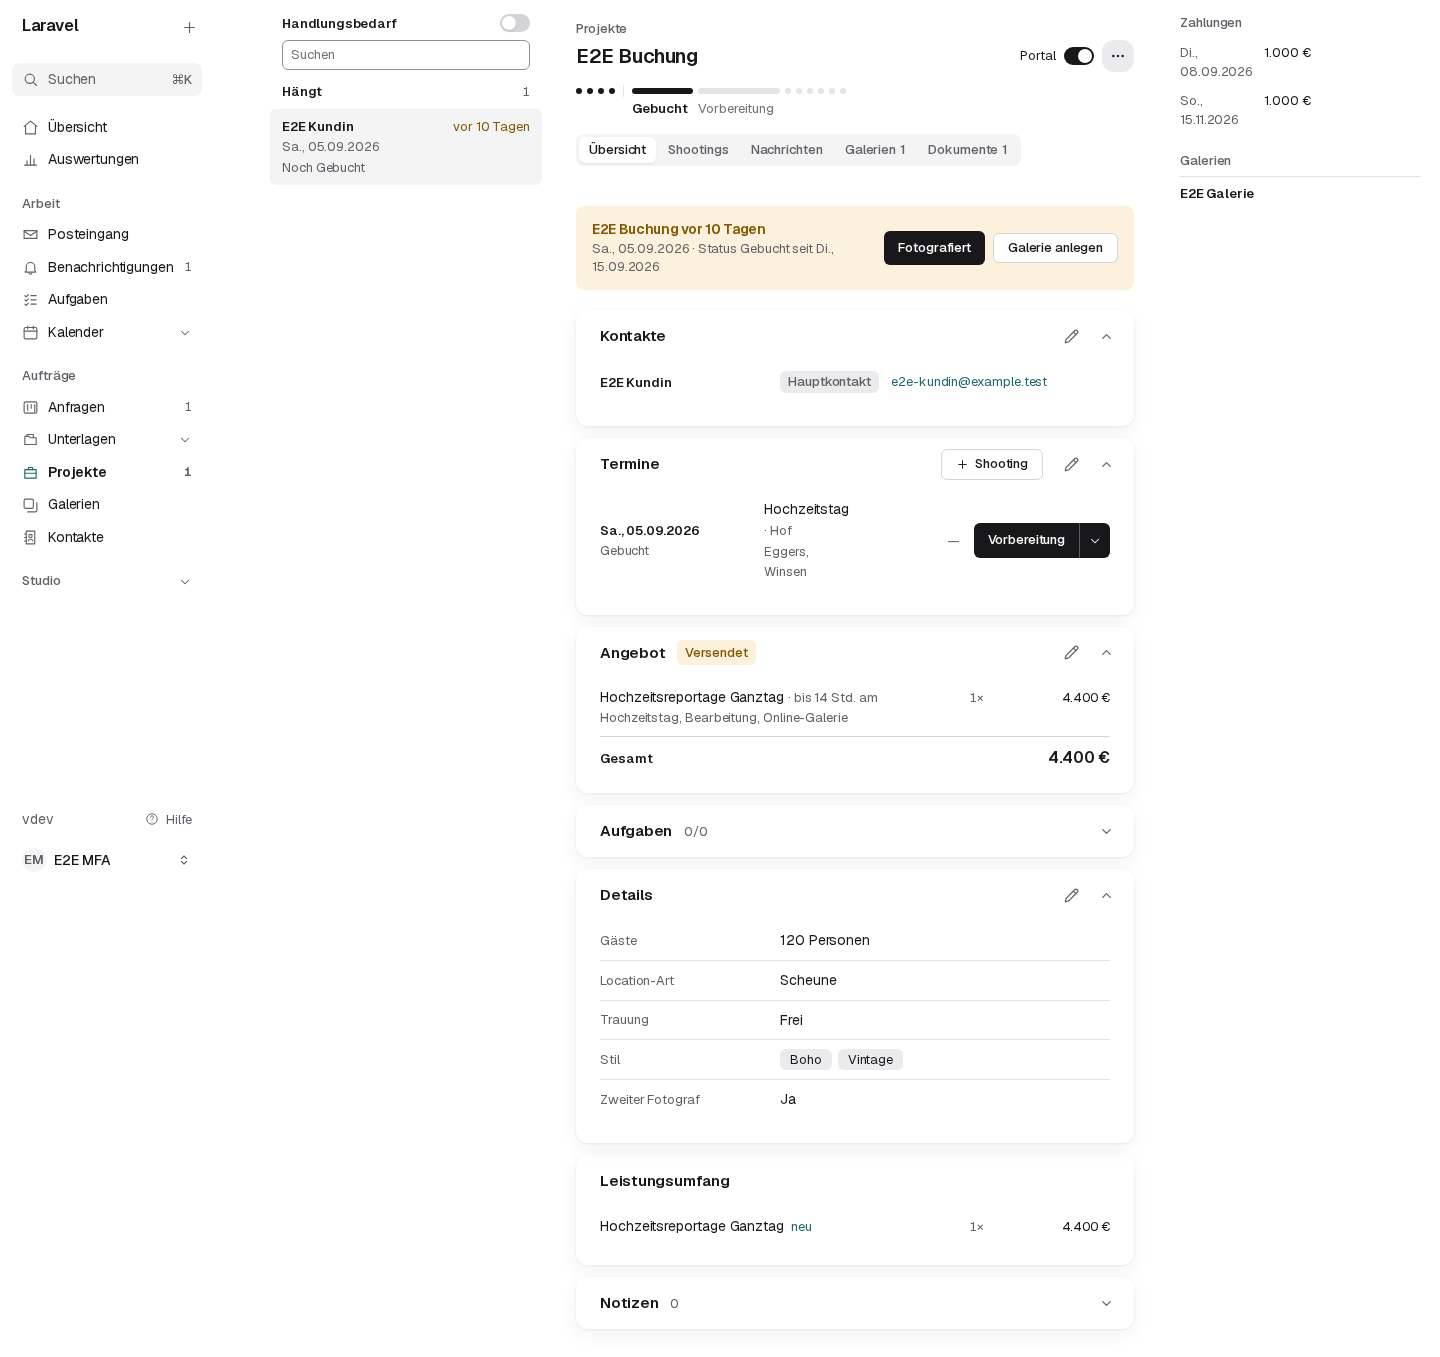 Laravel
Suchen
⌘K
Übersicht
Auswertungen
Arbeit
Posteingang
Benachrichtigungen 1
Aufgaben
Kalender
Aufträge
Anfragen 1
Unterlagen
Projekte 1
Galerien
Kontakte
Studio
vdev
Hilfe
EM E2E MFA
Handlungsbedarf
Suchen
Hängt 1
E2E Kundin vor 10 Tagen
Sa., 05.09.2026
Noch Gebucht
Projekte
E2E Buchung
Portal
Gebucht Vorbereitung
Übersicht Shootings Nachrichten Galerien 1 Dokumente 1
E2E Buchung vor 10 Tagen
Sa., 05.09.2026 · Status Gebucht seit Di.,
15.09.2026
Fotografiert Galerie anlegen
Kontakte
E2E Kundin Hauptkontakt e2e-kundin@example.test
Termine
+ Shooting
Sa., 05.09.2026
Gebucht
Hochzeitstag
· Hof
Eggers,
Winsen
—
Vorbereitung
Angebot Versendet
Hochzeitsreportage Ganztag · bis 14 Std. am 1× 4.400 €
Hochzeitstag, Bearbeitung, Online-Galerie
Gesamt 4.400 €
Aufgaben 0/0
Details
Gäste 120 Personen
Location-Art Scheune
Trauung Frei
Stil Boho Vintage
Zweiter Fotograf Ja
Leistungsumfang
Hochzeitsreportage Ganztag neu 1× 4.400 €
Notizen 0
Zahlungen
Di., 1.000 €
08.09.2026
So., 1.000 €
15.11.2026
Galerien
E2E Galerie